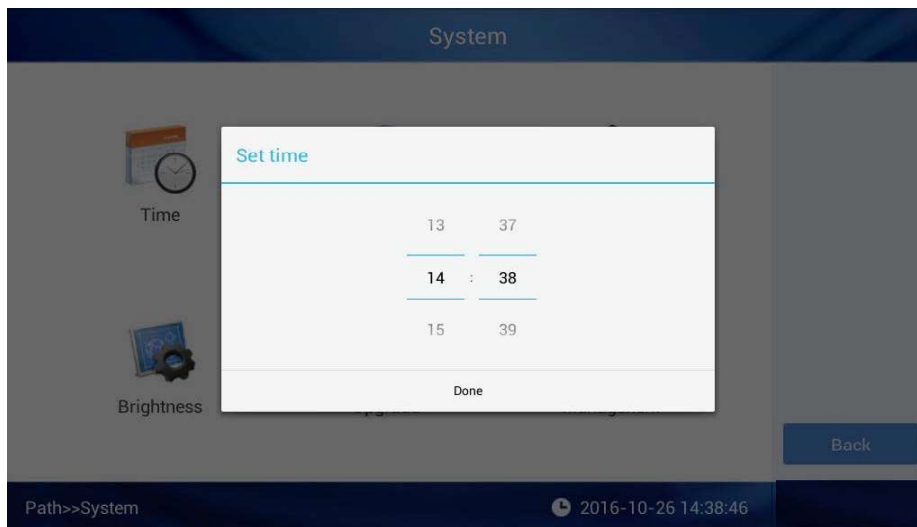 System
Set time
Time
13 37
14 : 38
15 39
Done
Brightness
Back
Path>>System
2016-10-26 14:38:46